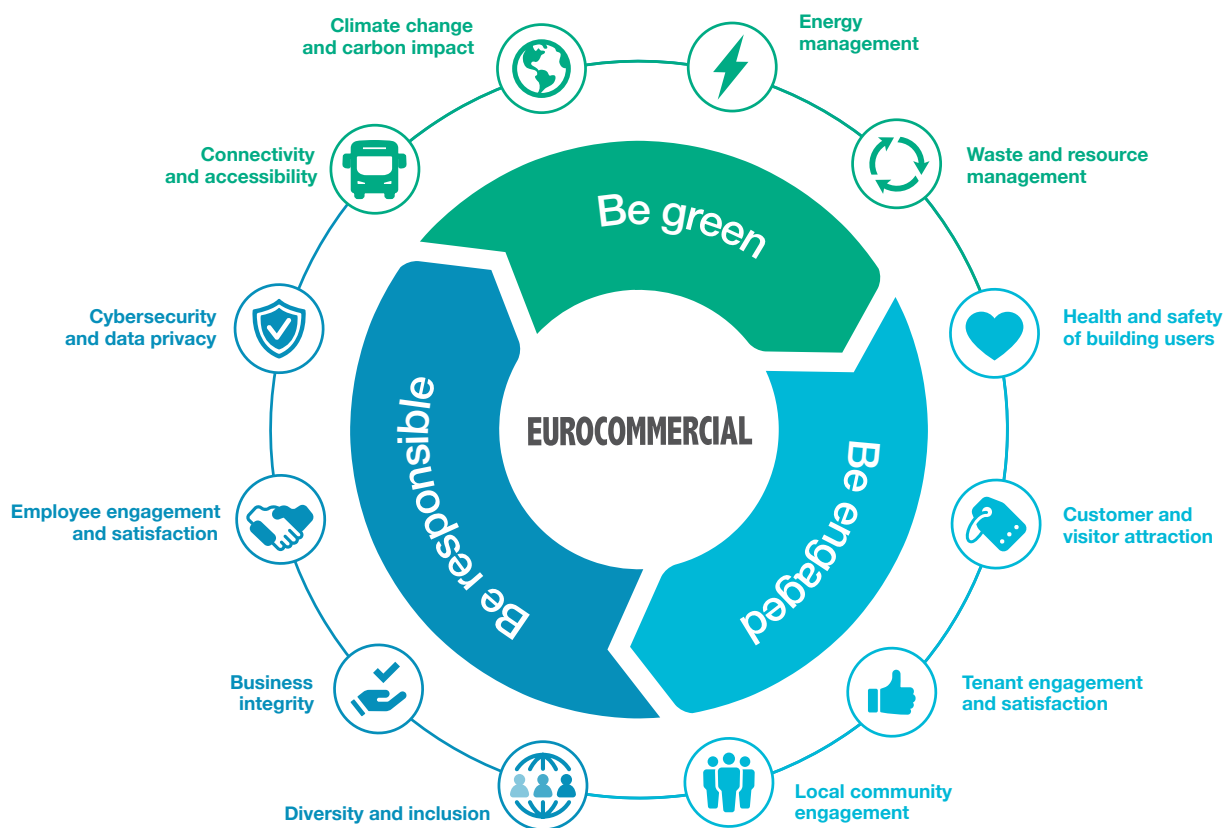 Climate change
and carbon impact
Energy
management
Connectivity
and accessibility
Waste and resource
management
Be green
Cybersecurity
and data privacy
Health and safety
of building users
EUROCOMMERCIAL
Be responsible
Be engaged
Employee engagement
and satisfaction
Customer and
visitor attraction
Business
integrity
Tenant engagement
and satisfaction
Diversity and inclusion
Local community
engagement